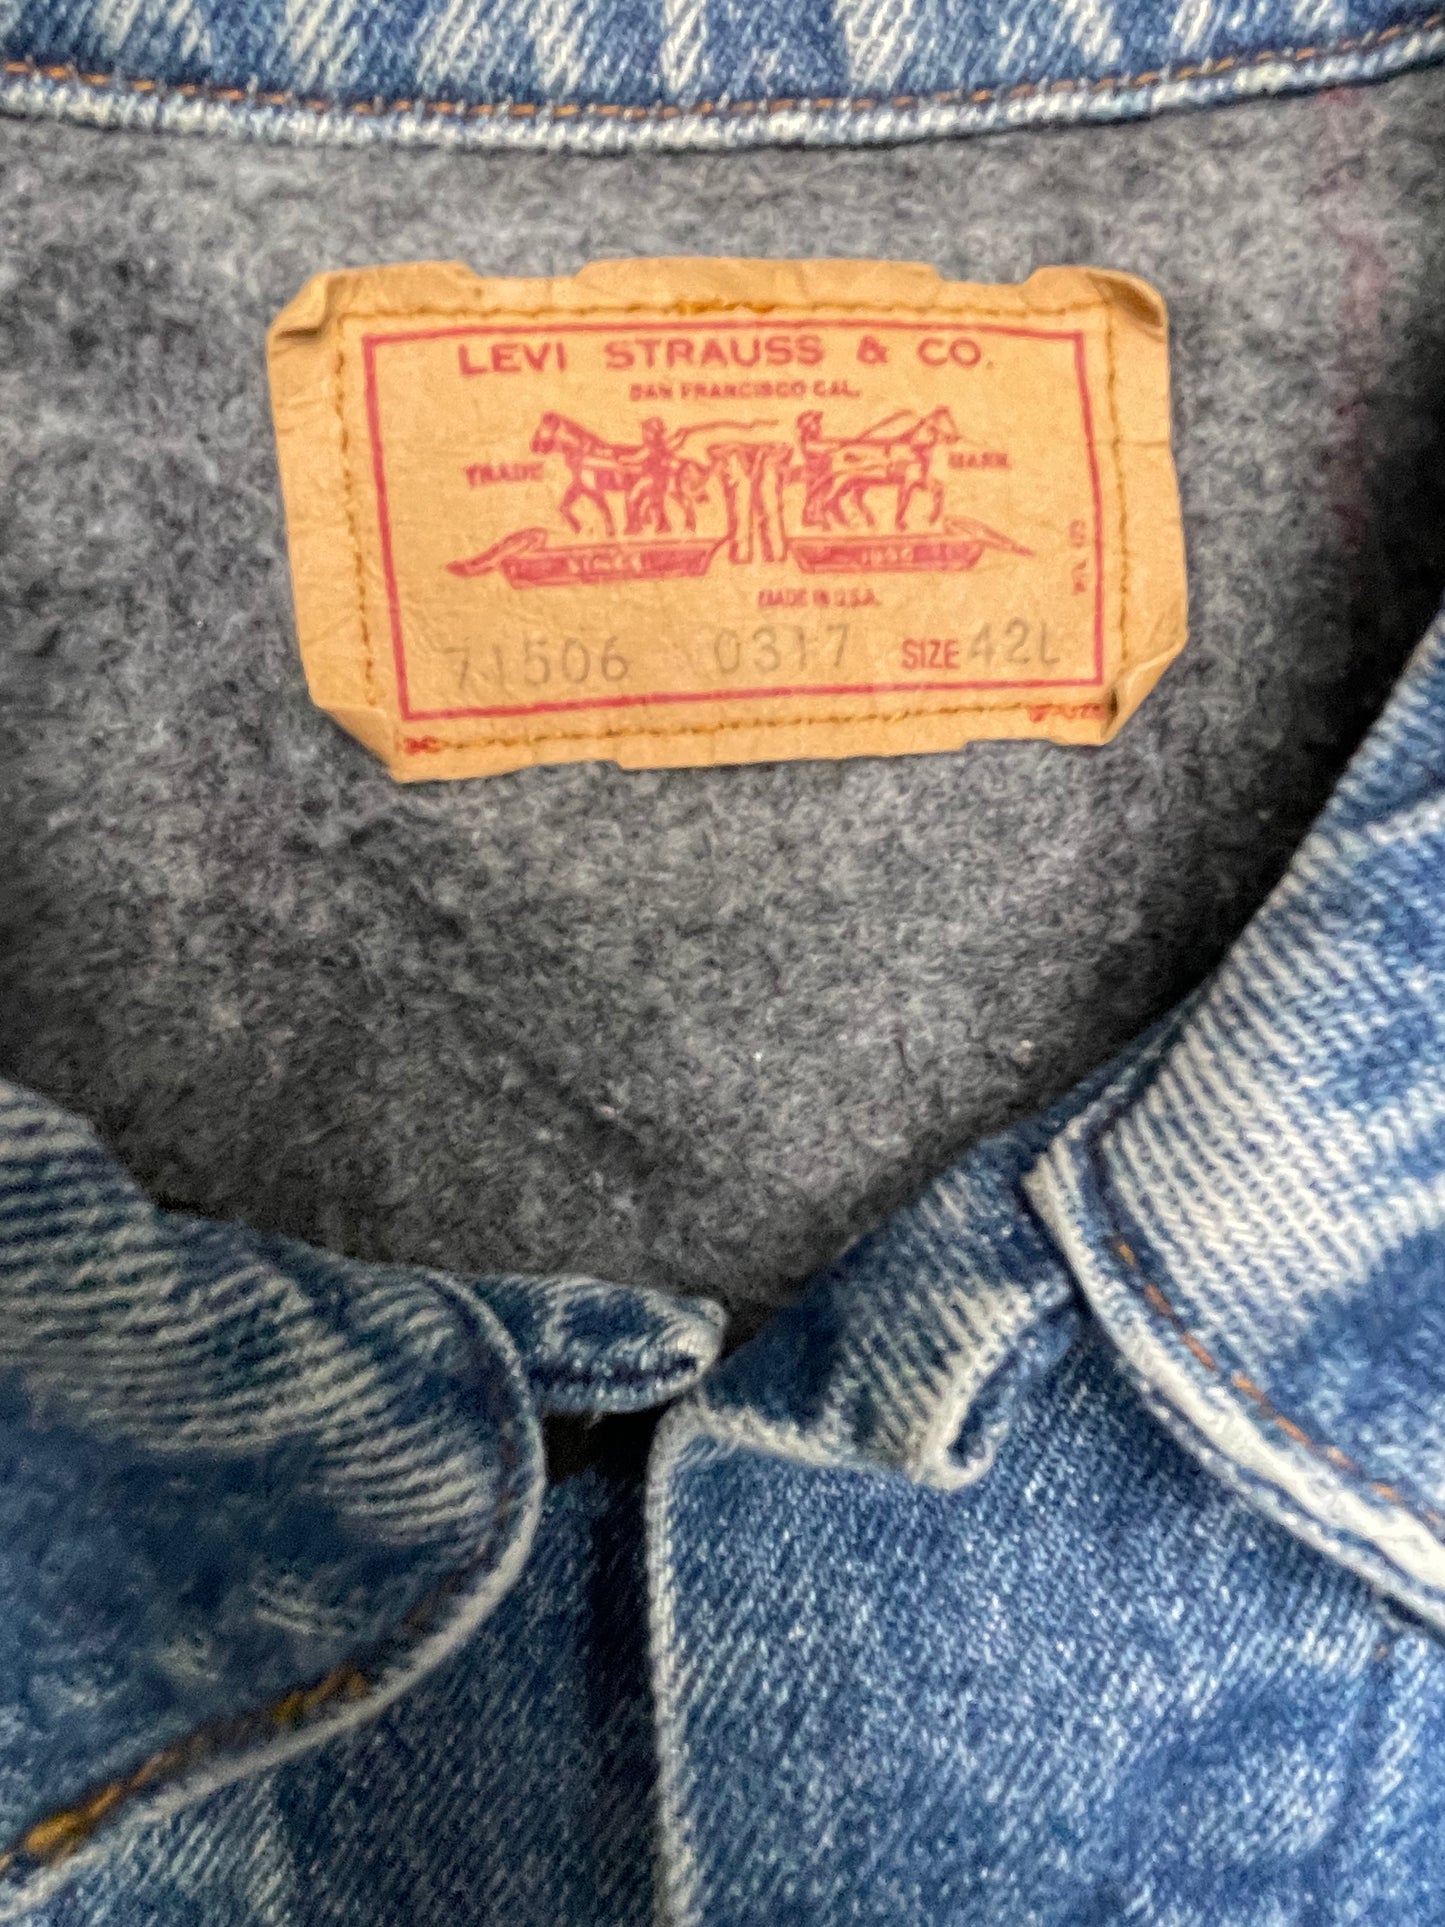 LEVI STRAUSS & CO.
SAN FRANCISCO CAL.
TRADE MARK
MADE IN U.S.A.
71506 0317 SIZE 42L